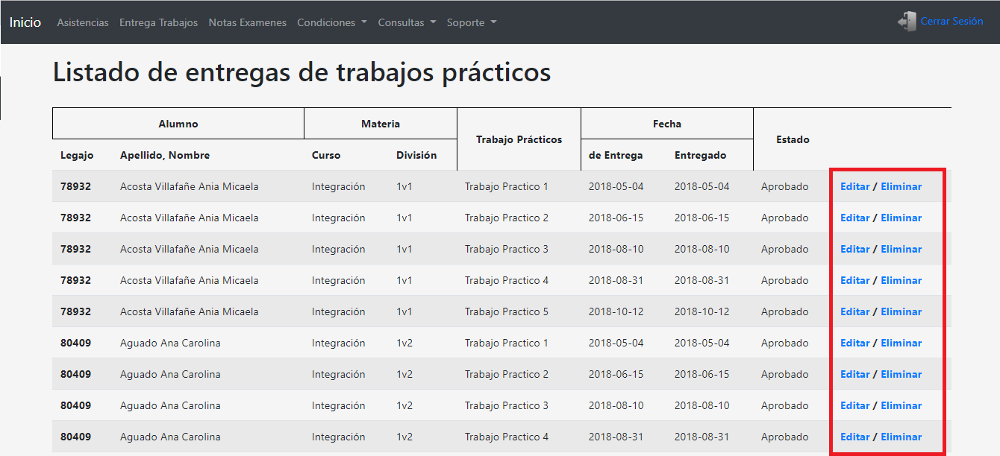 Inicio Asistencias Entrega Trabajos Notas Examenes Condiciones Consultas Soporte Cerrar Sesión
Listado de entregas de trabajos prácticos
Alumno Materia Trabajo Prácticos Fecha Estado
Legajo Apellido, Nombre Curso División de Entrega Entregado
78932 Acosta Villafañe Ania Micaela Integración 1v1 Trabajo Practico 1 2018-05-04 2018-05-04 Aprobado Editar / Eliminar
78932 Acosta Villafañe Ania Micaela Integración 1v1 Trabajo Practico 2 2018-06-15 2018-06-15 Aprobado Editar / Eliminar
78932 Acosta Villafañe Ania Micaela Integración 1v1 Trabajo Practico 3 2018-08-10 2018-08-10 Aprobado Editar / Eliminar
78932 Acosta Villafañe Ania Micaela Integración 1v1 Trabajo Practico 4 2018-08-31 2018-08-31 Aprobado Editar / Eliminar
78932 Acosta Villafañe Ania Micaela Integración 1v1 Trabajo Practico 5 2018-10-12 2018-10-12 Aprobado Editar / Eliminar
80409 Aguado Ana Carolina Integración 1v2 Trabajo Practico 1 2018-05-04 2018-05-04 Aprobado Editar / Eliminar
80409 Aguado Ana Carolina Integración 1v2 Trabajo Practico 2 2018-06-15 2018-06-15 Aprobado Editar / Eliminar
80409 Aguado Ana Carolina Integración 1v2 Trabajo Practico 3 2018-08-10 2018-08-10 Aprobado Editar / Eliminar
80409 Aguado Ana Carolina Integración 1v2 Trabajo Practico 4 2018-08-31 2018-08-31 Aprobado Editar / Eliminar